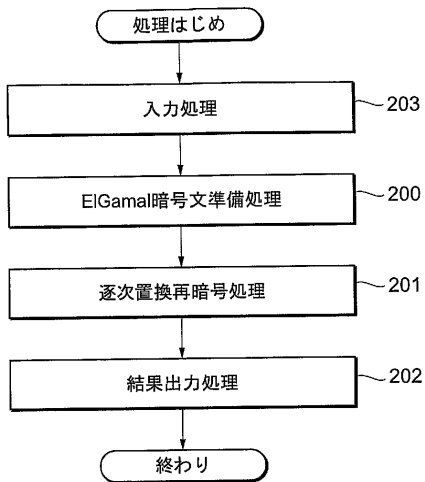 処理はじめ
入力処理
203
ElGamal暗号文準備処理
200
逐次置換再暗号処理
201
結果出力処理
202
終わり